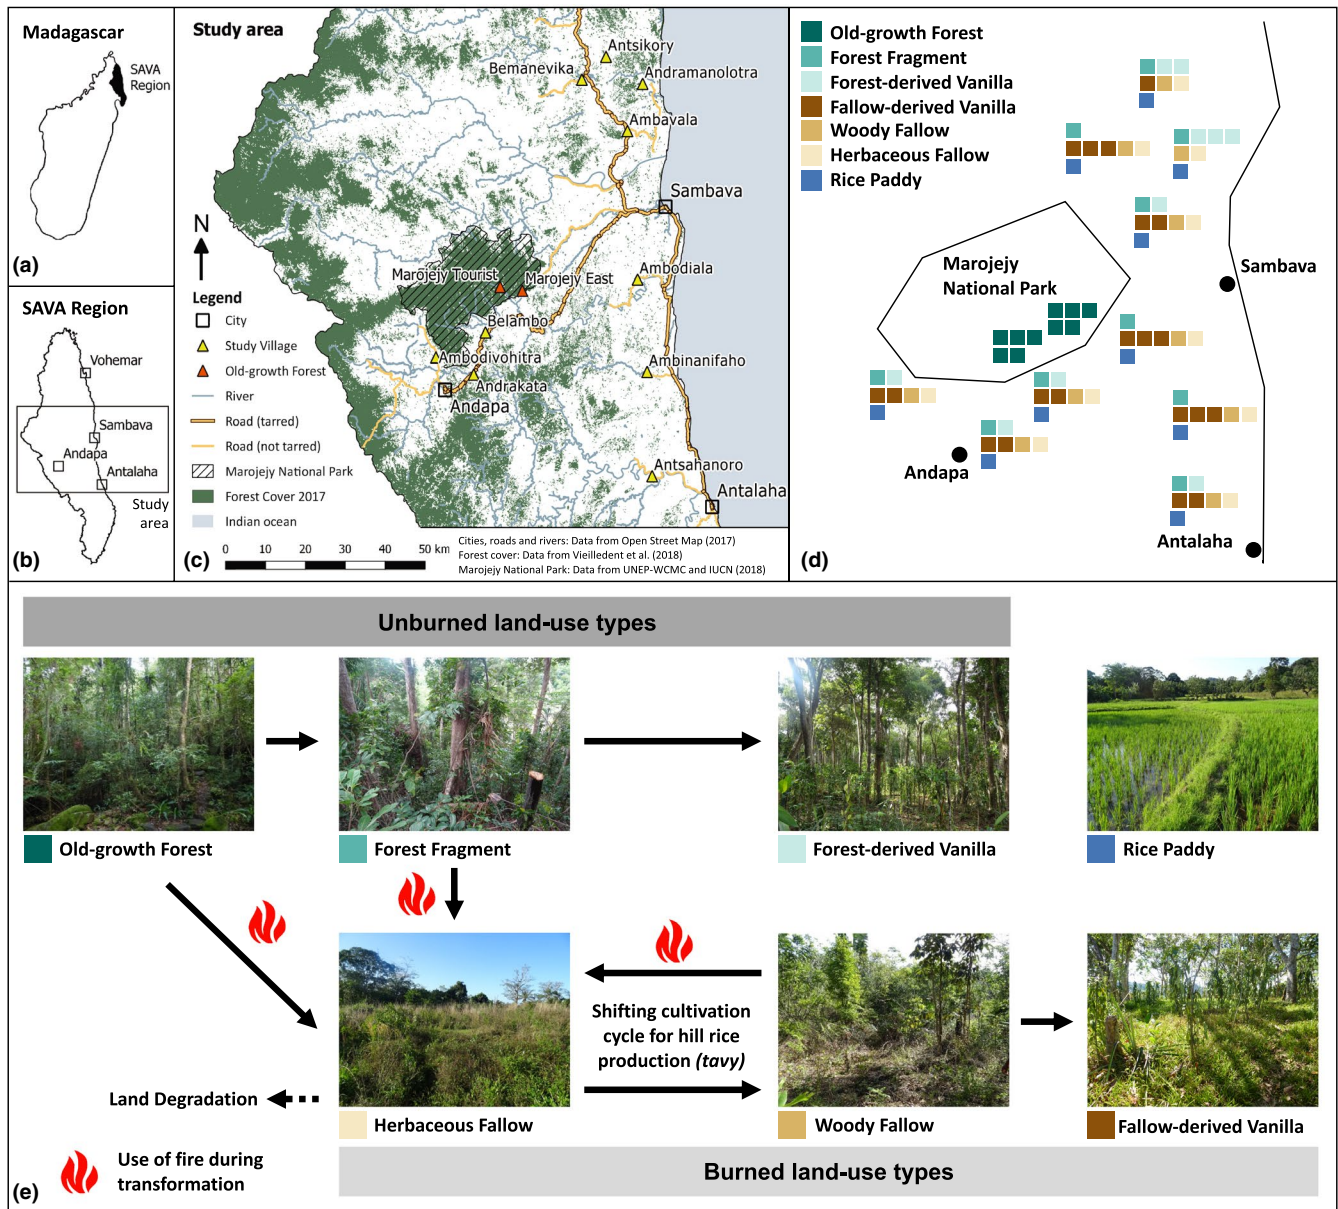 Madagascar
SAVA
Region
(a)
SAVA Region
Vohemar
Sambava
Andapa
Antalaha
Study
area
(b)
Study area
Antsikory
Bemanevika
Andramanolotra
Ambavala
Sambava
N
Marojejy Tourist
Marojejy East
Ambodiala
Belambo
Ambodivohitra
Ambinanifaho
Andrakata
Andapa
Antsahanoro
Antalaha
Legend
City
Study Village
Old-growth Forest
River
Road (tarred)
Road (not tarred)
Marojejy National Park
Forest Cover 2017
Indian ocean
0 10 20 30 40 50 km
(c)
Cities, roads and rivers: Data from Open Street Map (2017)
Forest cover: Data from Vieilledent et al. (2018)
Marojejy National Park: Data from UNEP-WCMC and IUCN (2018)
Old-growth Forest
Forest Fragment
Forest-derived Vanilla
Fallow-derived Vanilla
Woody Fallow
Herbaceous Fallow
Rice Paddy
Marojejy
National Park
Sambava
Andapa
Antalaha
(d)
Unburned land-use types
Old-growth Forest
Forest Fragment
Forest-derived Vanilla
Rice Paddy
Shifting cultivation
cycle for hill rice
production (tavy)
Land Degradation
Herbaceous Fallow
Woody Fallow
Fallow-derived Vanilla
Use of fire during
transformation
Burned land-use types
(e)